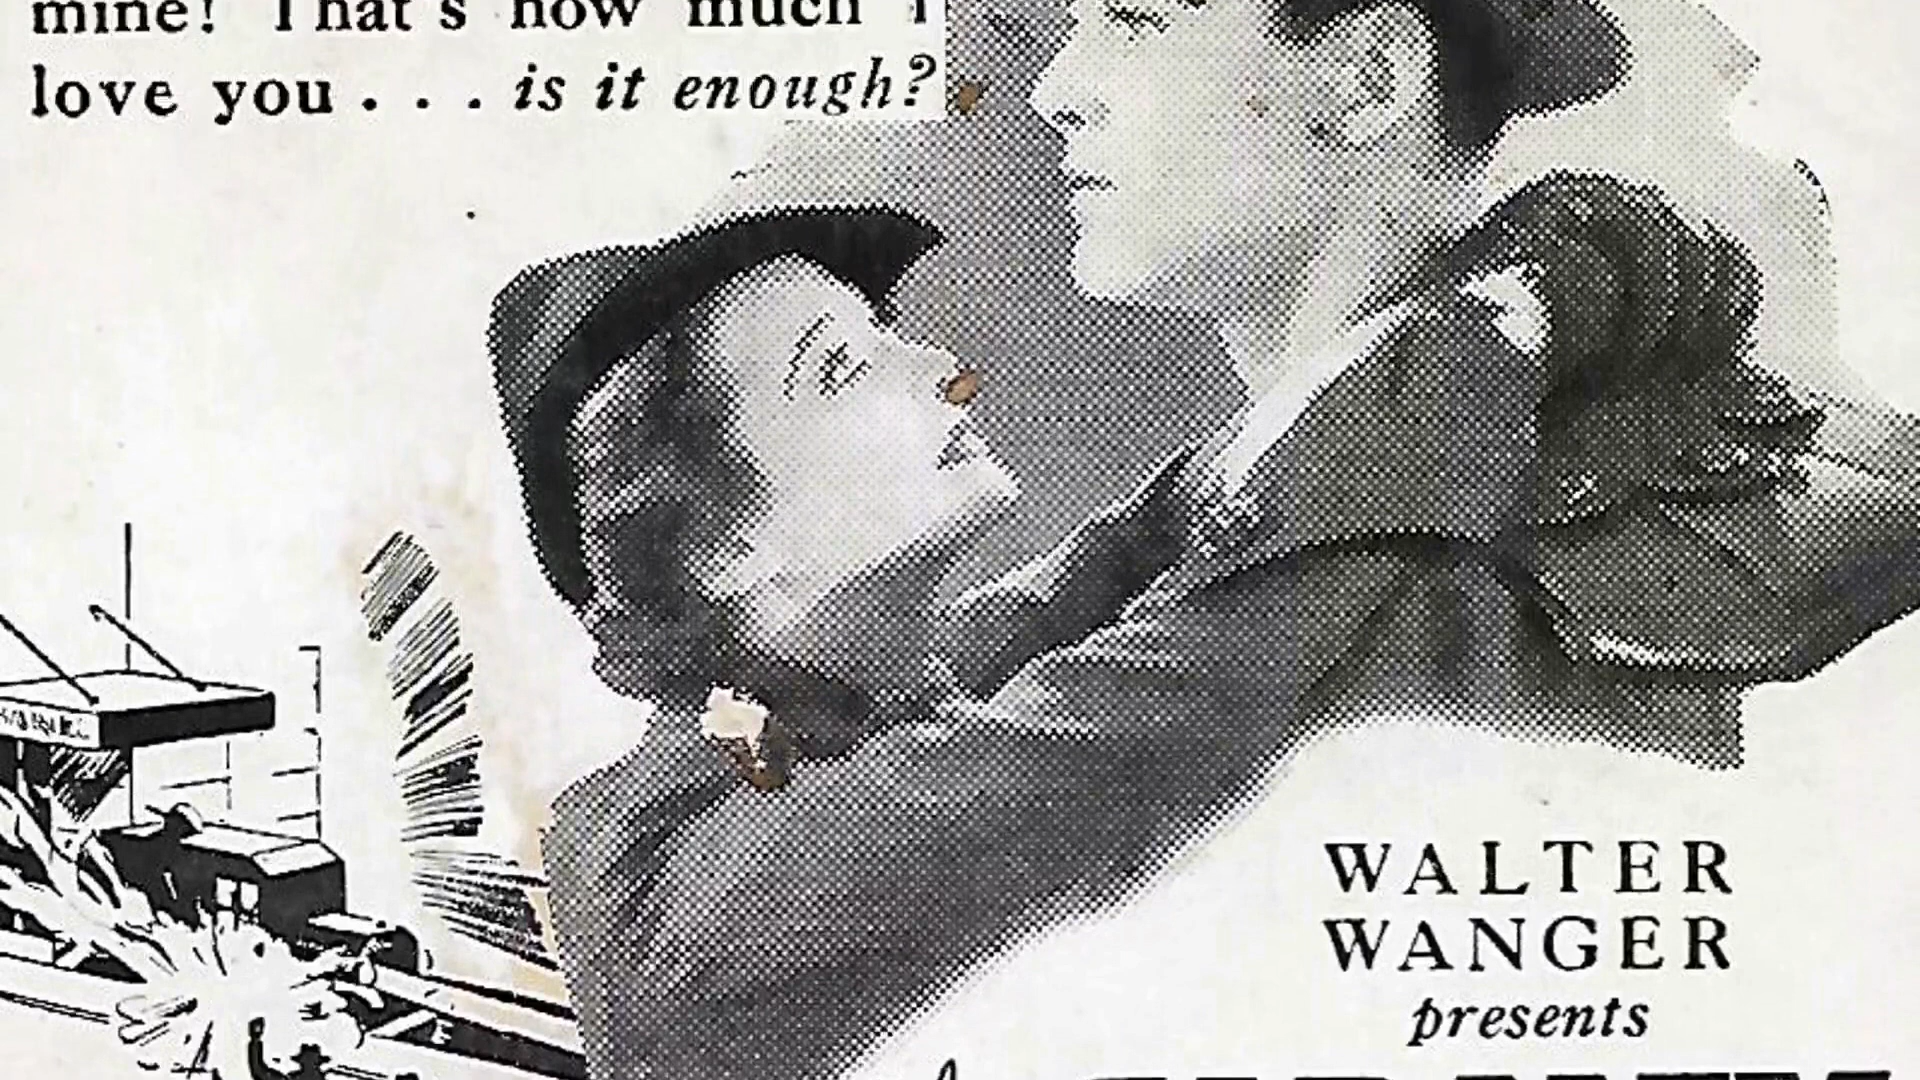 mine! That's how much I
love you . . . is it enough?
WALTER
WANGER
presents